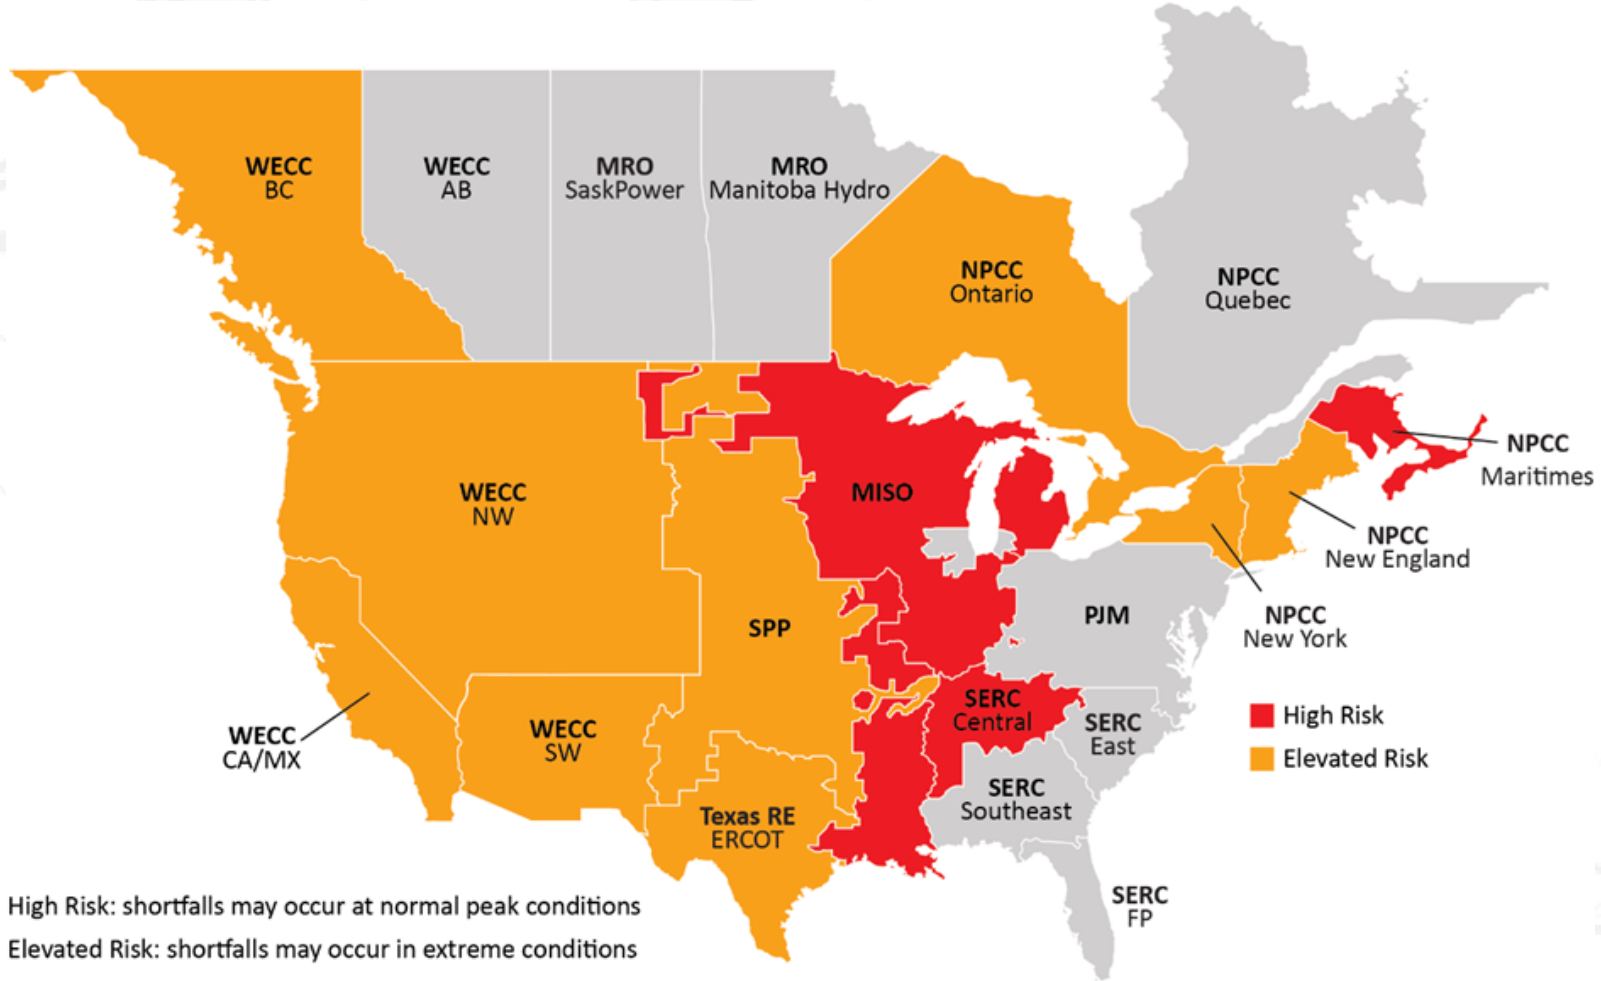 WECC
BC
WECC
AB
MRO
SaskPower
MRO
Manitoba Hydro
NPCC
Ontario
NPCC
Quebec
NPCC
Maritimes
WECC
NW
MISO
NPCC
New England
NPCC
New York
SPP
PJM
WECC
CA/MX
WECC
SW
SERC
Central
SERC
East
High Risk
Elevated Risk
Texas RE
ERCOT
SERC
Southeast
SERC
FP
High Risk: shortfalls may occur at normal peak conditions
Elevated Risk: shortfalls may occur in extreme conditions